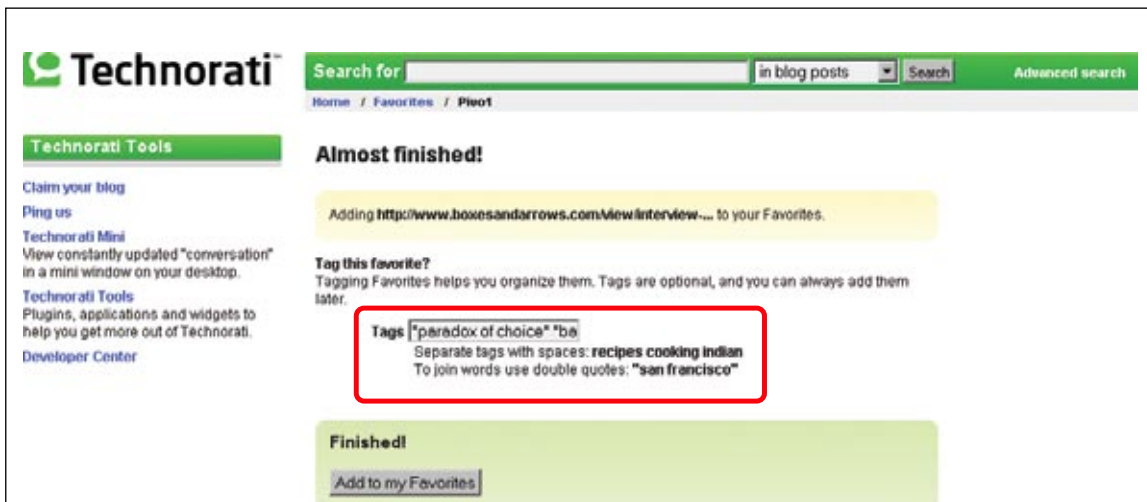 Technorati
Search for in blog posts Search Advanced search
Home / Favorites / Pivot
Technorati Tools
Claim your blog
Ping us
Technorati Mini
View constantly updated "conversation"
in a mini window on your desktop.
Technorati Tools
Plugins, applications and widgets to
help you get more out of Technorati.
Developer Center
Almost finished!
Adding http://www.boxesandarrows.com/view/interview-... to your Favorites.
Tag this favorite?
Tagging Favorites helps you organize them. Tags are optional, and you can always add them
later.
Tags "paradox of choice" "ba
Separate tags with spaces: recipes cooking indian
To join words use double quotes: "san francisco"
Finished!
Add to my Favorites